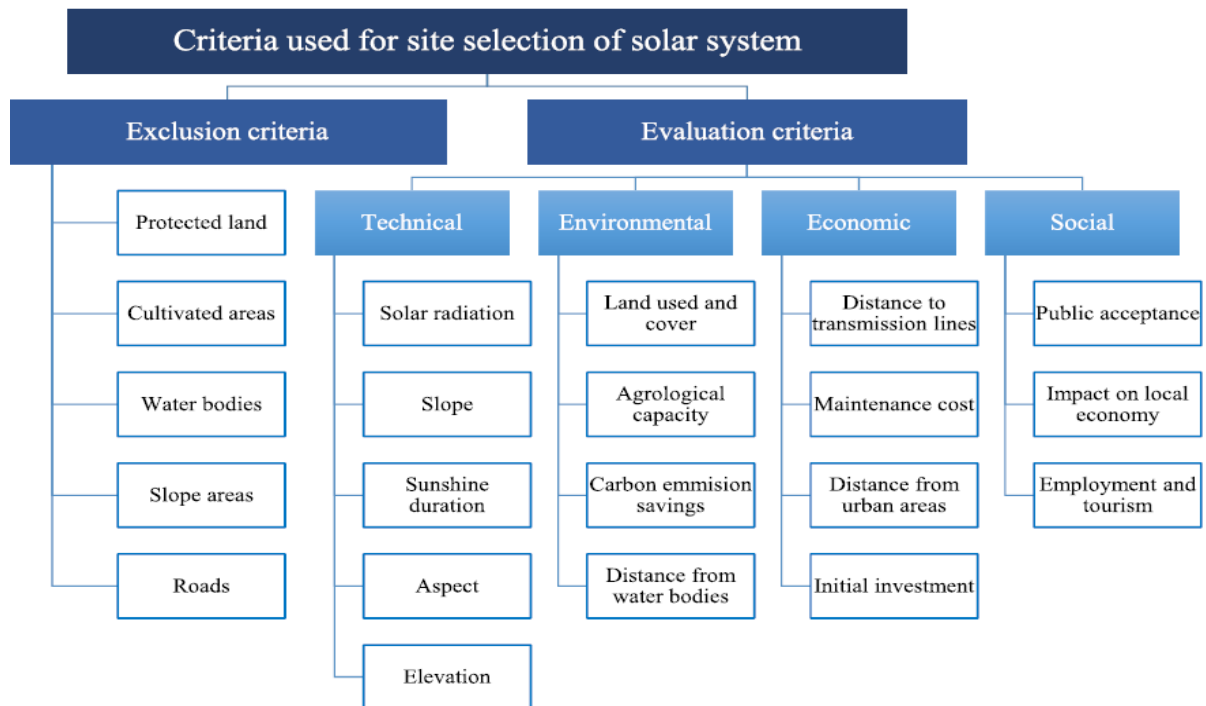 Criteria used for site selection of solar system
Exclusion criteria
Evaluation criteria
Protected land
Cultivated areas
Water bodies
Slope areas
Roads
Technical
Solar radiation
Slope
Sunshine
duration
Aspect
Elevation
Environmental
Land used and
cover
Agrological
capacity
Carbon emmision
savings
Distance from
water bodies
Economic
Distance to
transmission lines
Maintenance cost
Distance from
urban areas
Initial investment
Social
Public acceptance
Impact on local
economy
Employment and
tourism